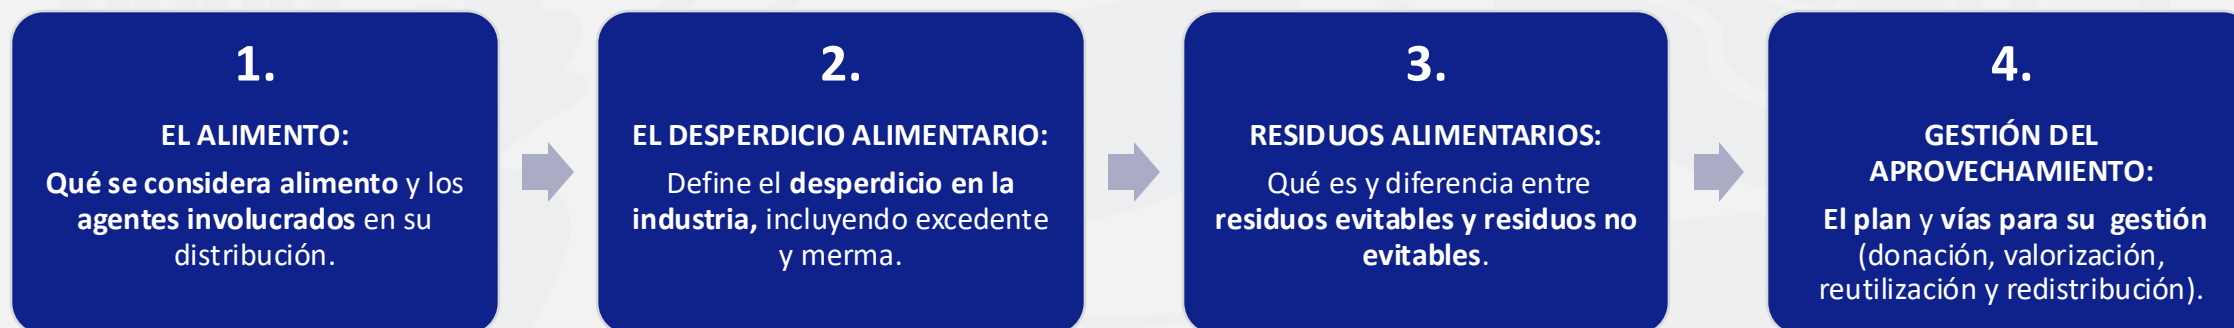 1.
EL ALIMENTO:
Qué se considera alimento y los
agentes involucrados en su
distribución.
2.
EL DESPERDICIO ALIMENTARIO:
Define el desperdicio en la
industria, incluyendo excedente
y merma.
3.
RESIDUOS ALIMENTARIOS:
Qué es y diferencia entre
residuos evitables y residuos no
evitables.
4.
GESTIÓN DEL
APROVECHAMIENTO:
El plan y vías para su gestión
(donación, valorización,
reutilización y redistribución).